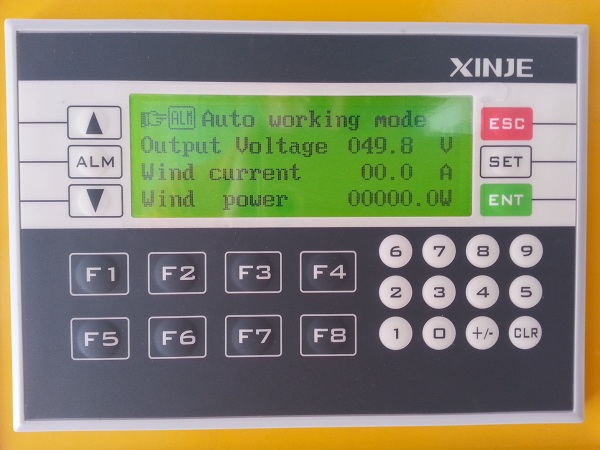 XINJE
ALM Auto working mode
Output Voltage 049.8 V
Wind current 00.0 A
Wind power 00000.0W
ALM
ESC
SET
ENT
F1 F2 F3 F4
F5 F6 F7 F8
6 7 8 9
2 3 4 5
1 0 +/- CLR